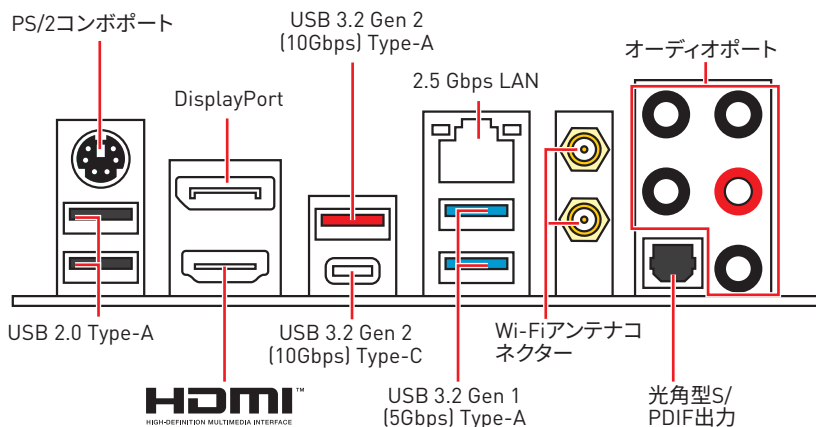 PS/2コンボポート
USB 3.2 Gen 2
(10Gbps) Type-A
オーディオポート
DisplayPort
2.5 Gbps LAN
USB 2.0 Type-A
USB 3.2 Gen 2
(10Gbps) Type-C
Wi-Fiアンテナコ
ネクター
HDMI™
HIGH-DEFINITION MULTIMEDIA INTERFACE
USB 3.2 Gen 1
(5Gbps) Type-A
光角型S/
PDIF出力